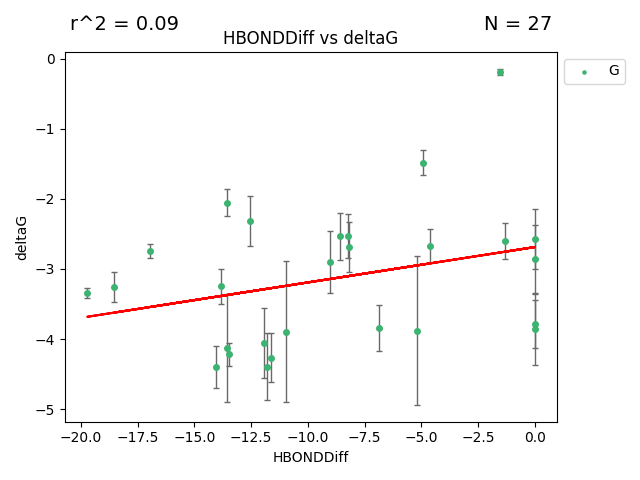 r^2 = 0.09
N = 27
HBONDDiff vs deltaG
G
0
−1
−2
−3
−4
−5
deltaG
−20.0 −17.5 −15.0 −12.5 −10.0 −7.5 −5.0 −2.5 0.0
HBONDDiff